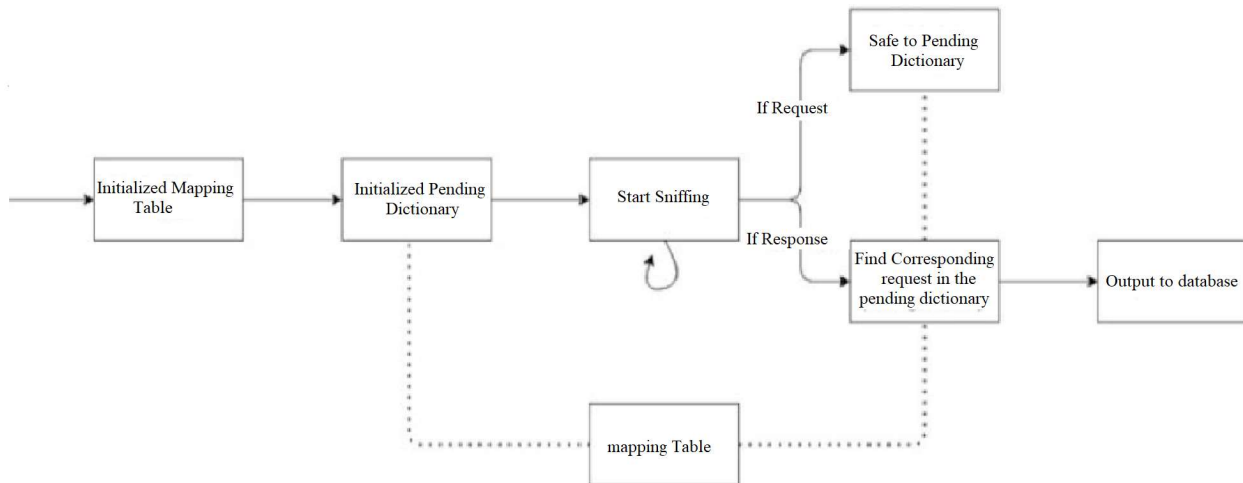 Safe to Pending
Dictionary
If Request
Initialized Mapping
Table
Initialized Pending
Dictionary
Start Sniffing
If Response
Find Corresponding
request in the
pending dictionary
Output to database
mapping Table